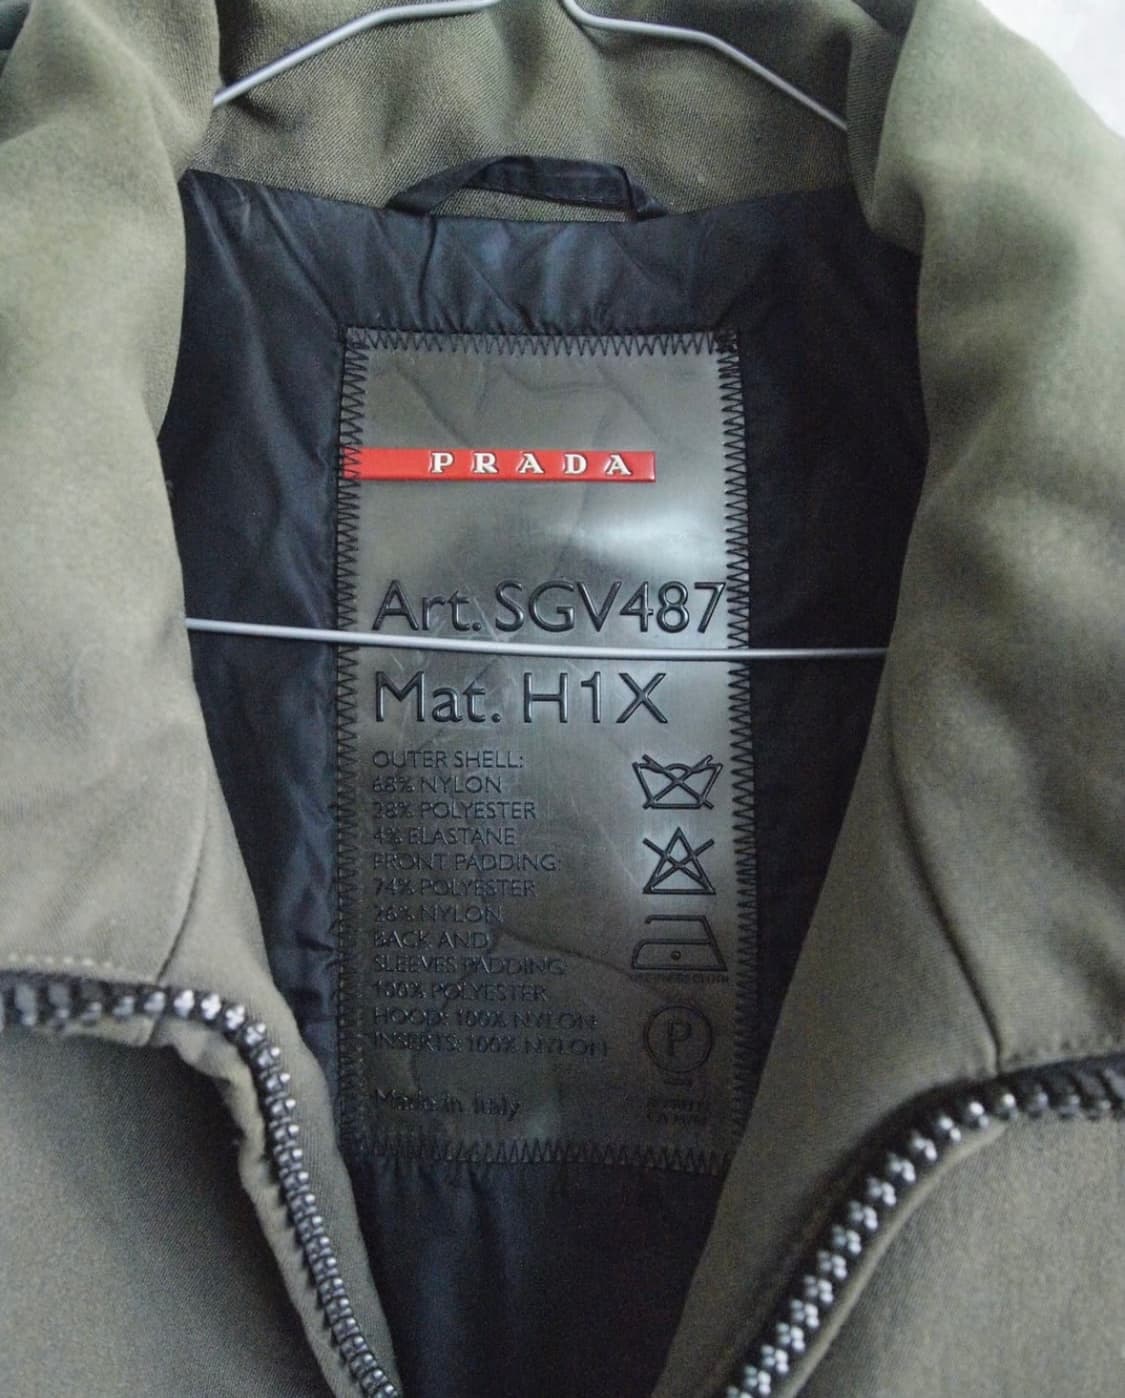 PRADA
Art. SGV487
Mat. H1X
OUTER SHELL:
68% NYLON
28% POLYESTER
4% ELASTANE
FRONT PADDING:
74% POLYESTER
26% NYLON
BACK AND
SLEEVES PADDING:
100% POLYESTER
HOOD: 100% NYLON
INSERTS: 100% NYLON
Made in Italy
P